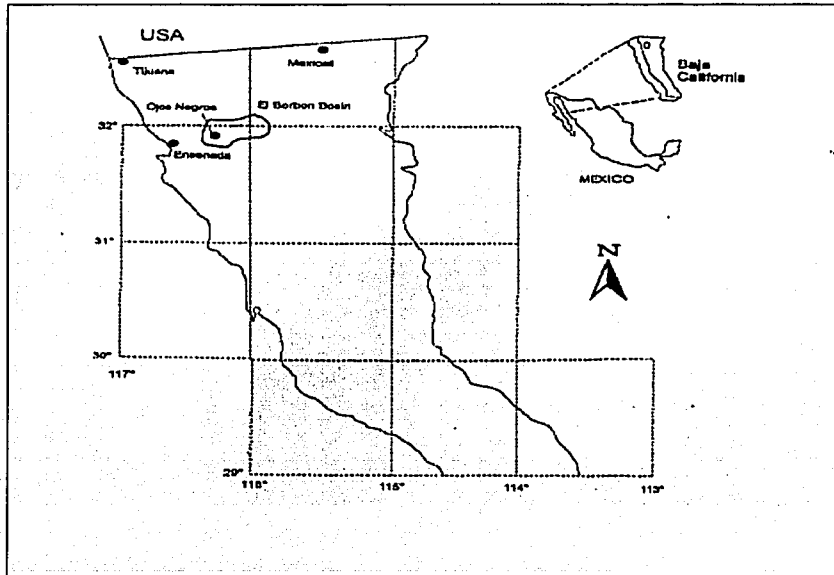 USA
Tijuana
Mexicali
Baja
California
Ojos Negros
El Barbon Basin
32°
Ensenada
MEXICO
31°
N
30°
117°
29°
116°
115°
114°
113°